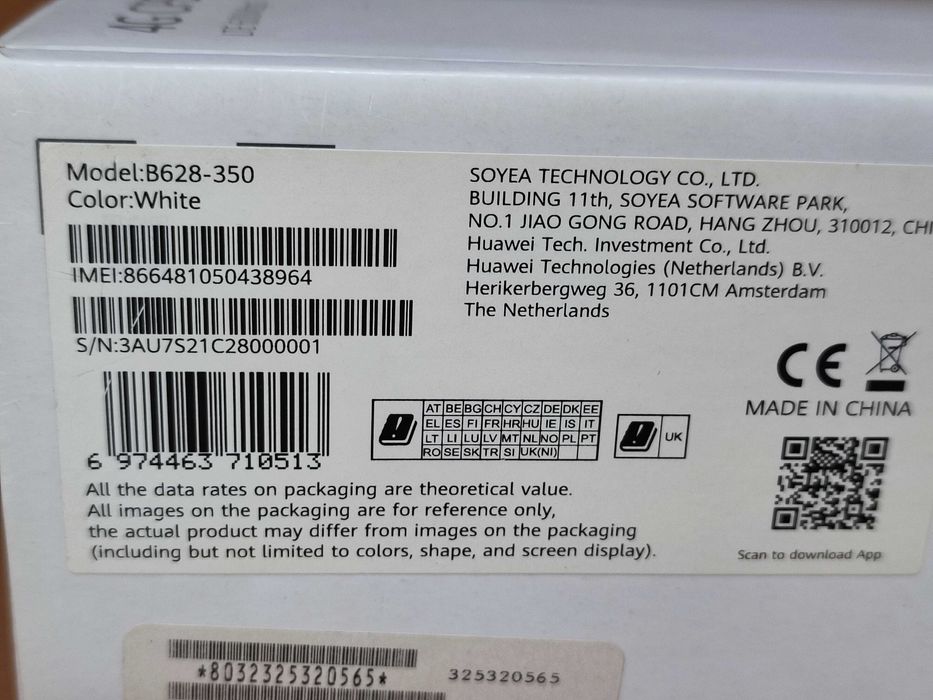 4G CP
Model:B628-350
Color:White
IMEI:866481050438964
S/N:3AU7S21C28000001
6 974463 710513
SOYEA TECHNOLOGY CO., LTD.
BUILDING 11th, SOYEA SOFTWARE PARK,
NO.1 JIAO GONG ROAD, HANG ZHOU, 310012, CHI
Huawei Tech. Investment Co., Ltd.
Huawei Technologies (Netherlands) B.V.
Herikerbergweg 36, 1101CM Amsterdam
The Netherlands
CE
MADE IN CHINA
AT BE BG CH CY CZ DE DK EE
EL ES FI FR HR HU IE IS IT
LT LI LU LV MT NL NO PL PT
RO SE SK TR SI UK(NI)
UK
All the data rates on packaging are theoretical value.
All images on the packaging are for reference only,
the actual product may differ from images on the packaging
(including but not limited to colors, shape, and screen display).
Scan to download App
*8032325320565*
325320565